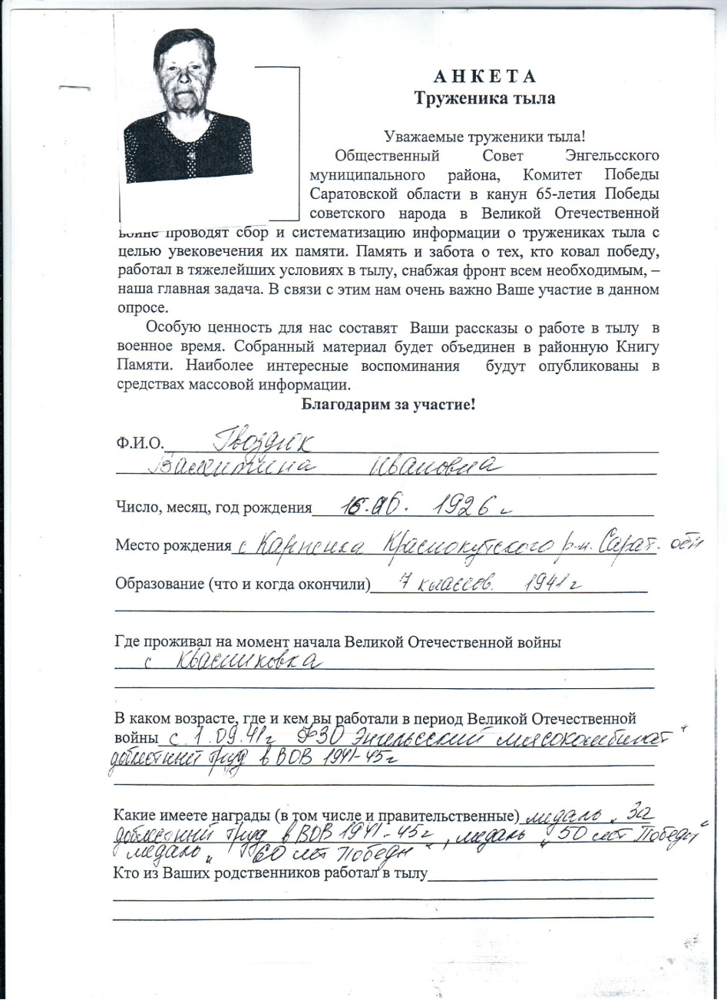 АНКЕТА
Труженика тыла
Уважаемые труженики тыла!
Общественный Совет Энгельсского
муниципального района, Комитет Победы
Саратовской области в канун 65-летия Победы
советского народа в Великой Отечественной
войне проводят сбор и систематизацию информации о тружениках тыла с
целью увековечения их памяти. Память и забота о тех, кто ковал победу,
работал в тяжелейших условиях в тылу, снабжая фронт всем необходимым, –
наша главная задача. В связи с этим нам очень важно Ваше участие в данном
опросе.
Особую ценность для нас составят Ваши рассказы о работе в тылу в
военное время. Собранный материал будет объединен в районную Книгу
Памяти. Наиболее интересные воспоминания будут опубликованы в
средствах массовой информации.
Благодарим за участие!
Ф.И.О. Гвоздюк
Валентина Ивановна
Число, месяц, год рождения 1926 г
Место рождения с Карпенка Краснокутского р-н. Сарат. обл
Образование (что и когда окончили) 7 классов. 1941 г
Где проживал на момент начала Великой Отечественной войны
с Квасниковка
В каком возрасте, где и кем вы работали в период Великой Отечественной
войны с 1.09.41г ФЗО Энгельсский мясокомбинат "
доблестный труд в ВОВ 1941-45г
Какие имеете награды (в том числе и правительственные) медаль „За
доблестный труд в ВОВ 1941-45г, медаль „50 лет Победы"
медаль „60 лет Победы"
Кто из Ваших родственников работал в тылу